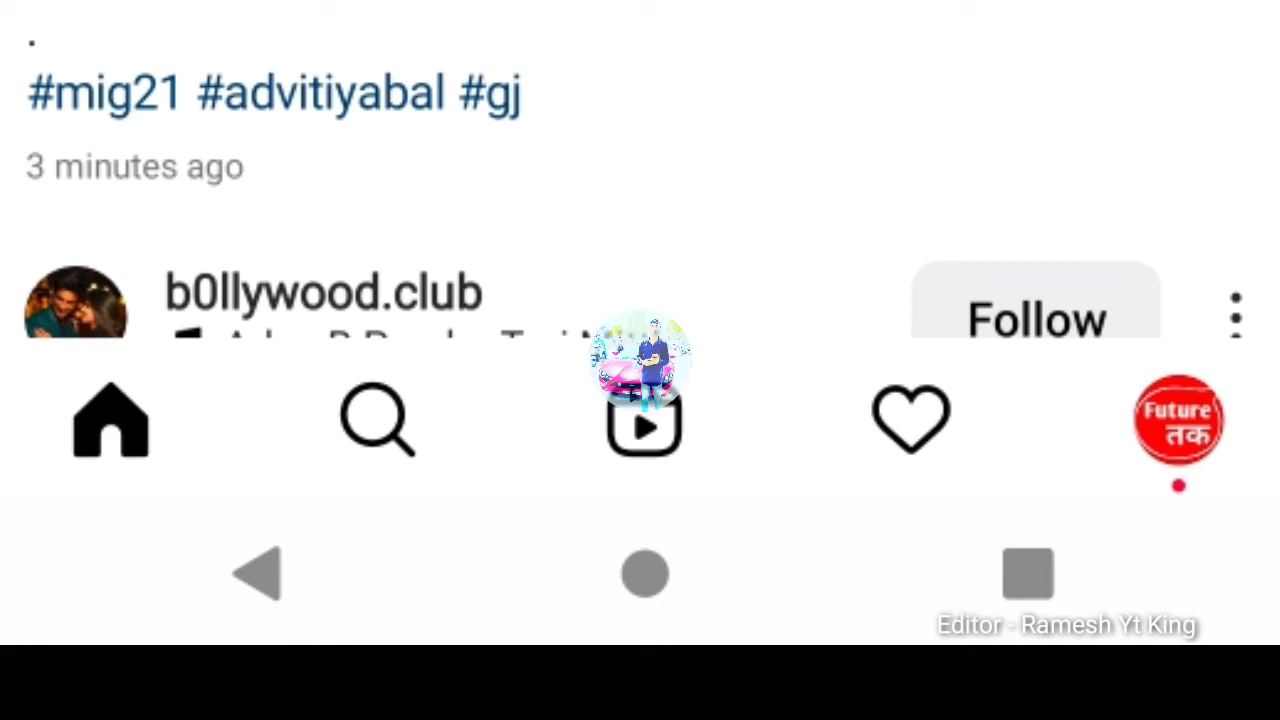 .
#mig21 #advitiyabal #gj
3 minutes ago
b0llywood.club
Follow
Future
तक
Editor - Ramesh Yt King